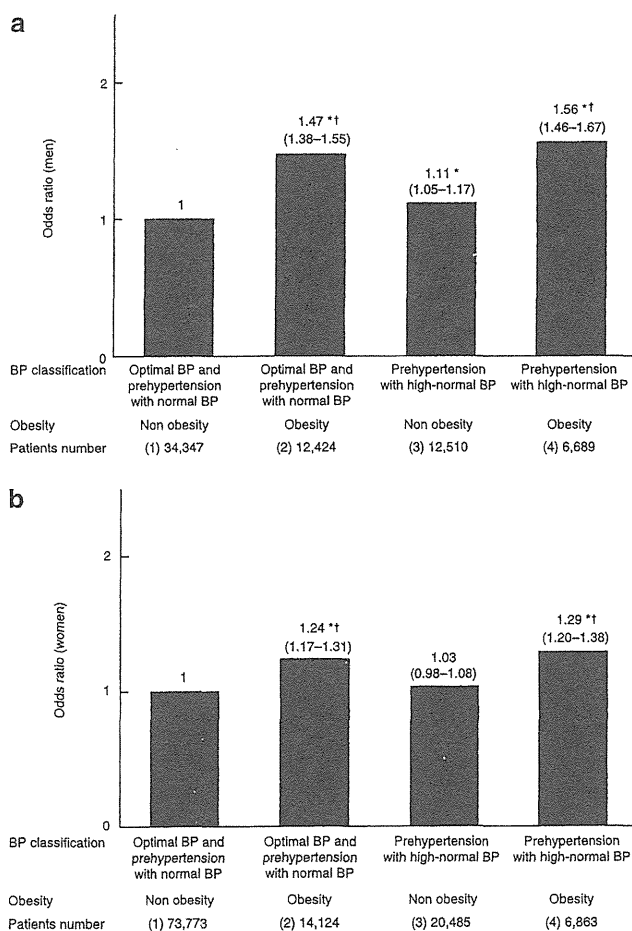 a
2
1
0
Odds ratio (men)
1
1.47 *†
(1.38–1.55)
1.11 *
(1.05–1.17)
1.56 *†
(1.46–1.67)
BP classification
Optimal BP and
prehypertension
with normal BP
Optimal BP and
prehypertension
with normal BP
Prehypertension
with high-normal BP
Prehypertension
with high-normal BP
Obesity
Non obesity
Obesity
Non obesity
Obesity
Patients number
(1) 34,347
(2) 12,424
(3) 12,510
(4) 6,689
b
2
1
0
Odds ratio (women)
1
1.24 *†
(1.17–1.31)
1.03
(0.98–1.08)
1.29 *†
(1.20–1.38)
BP classification
Optimal BP and
prehypertension
with normal BP
Optimal BP and
prehypertension
with normal BP
Prehypertension
with high-normal BP
Prehypertension
with high-normal BP
Obesity
Non obesity
Obesity
Non obesity
Obesity
Patients number
(1) 73,773
(2) 14,124
(3) 20,485
(4) 6,863